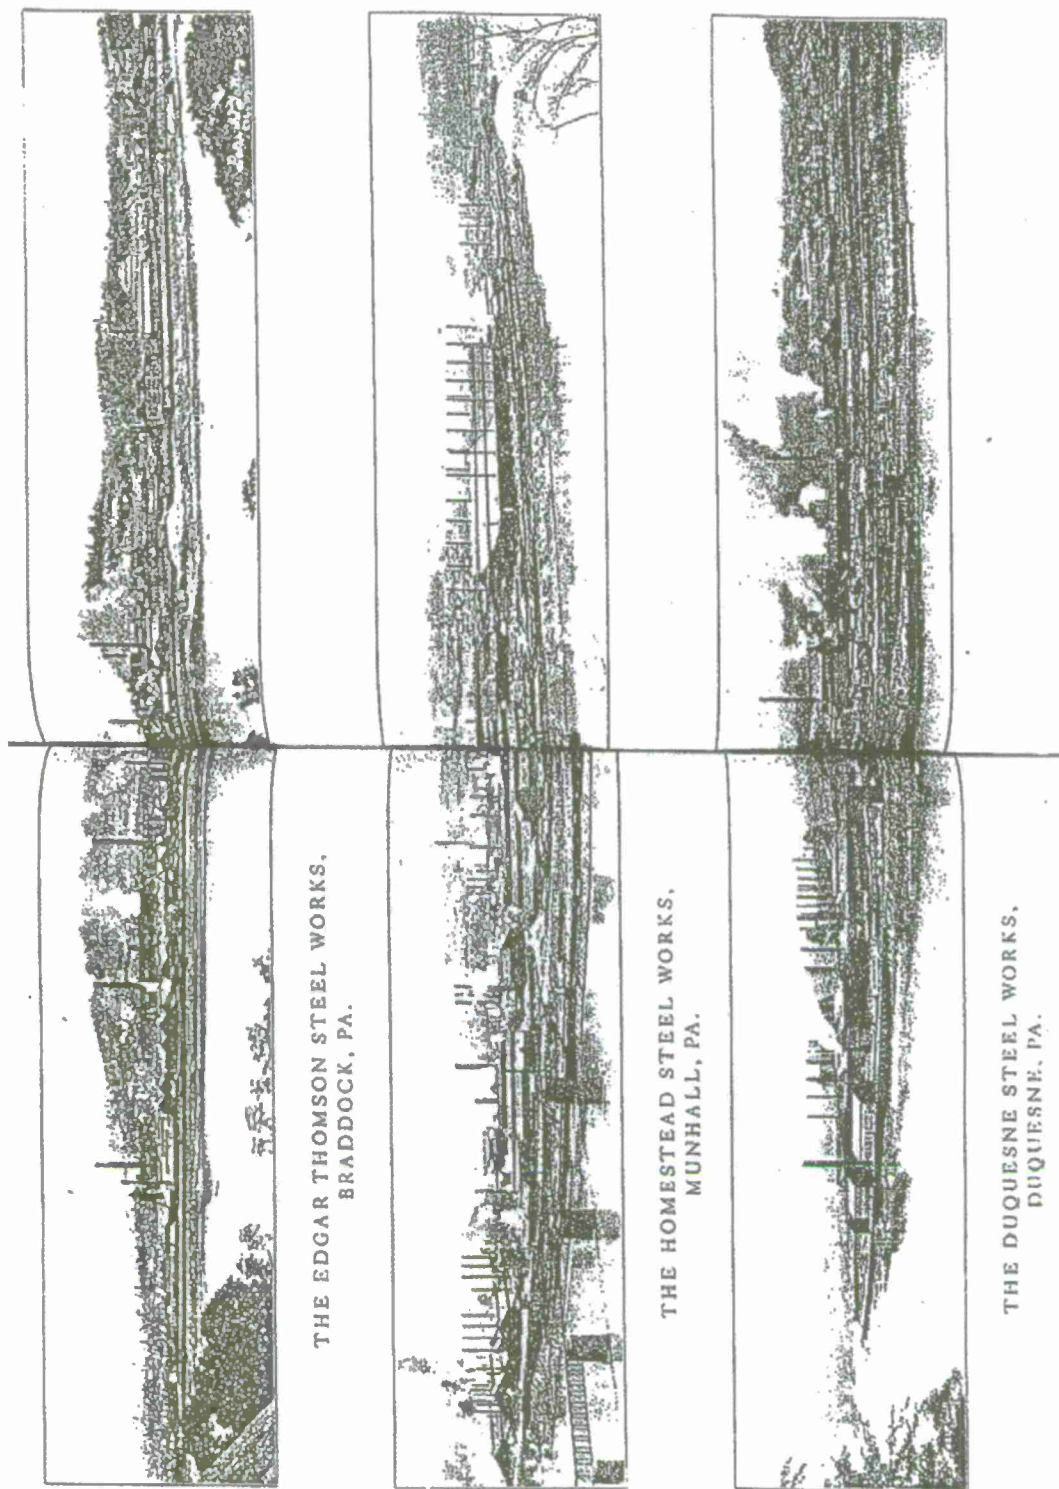 THE EDGAR THOMSON STEEL WORKS,
BRADDOCK, PA.
THE HOMESTEAD STEEL WORKS,
MUNHALL, PA.
THE DUQUESNE STEEL WORKS,
DUQUESNE, PA.